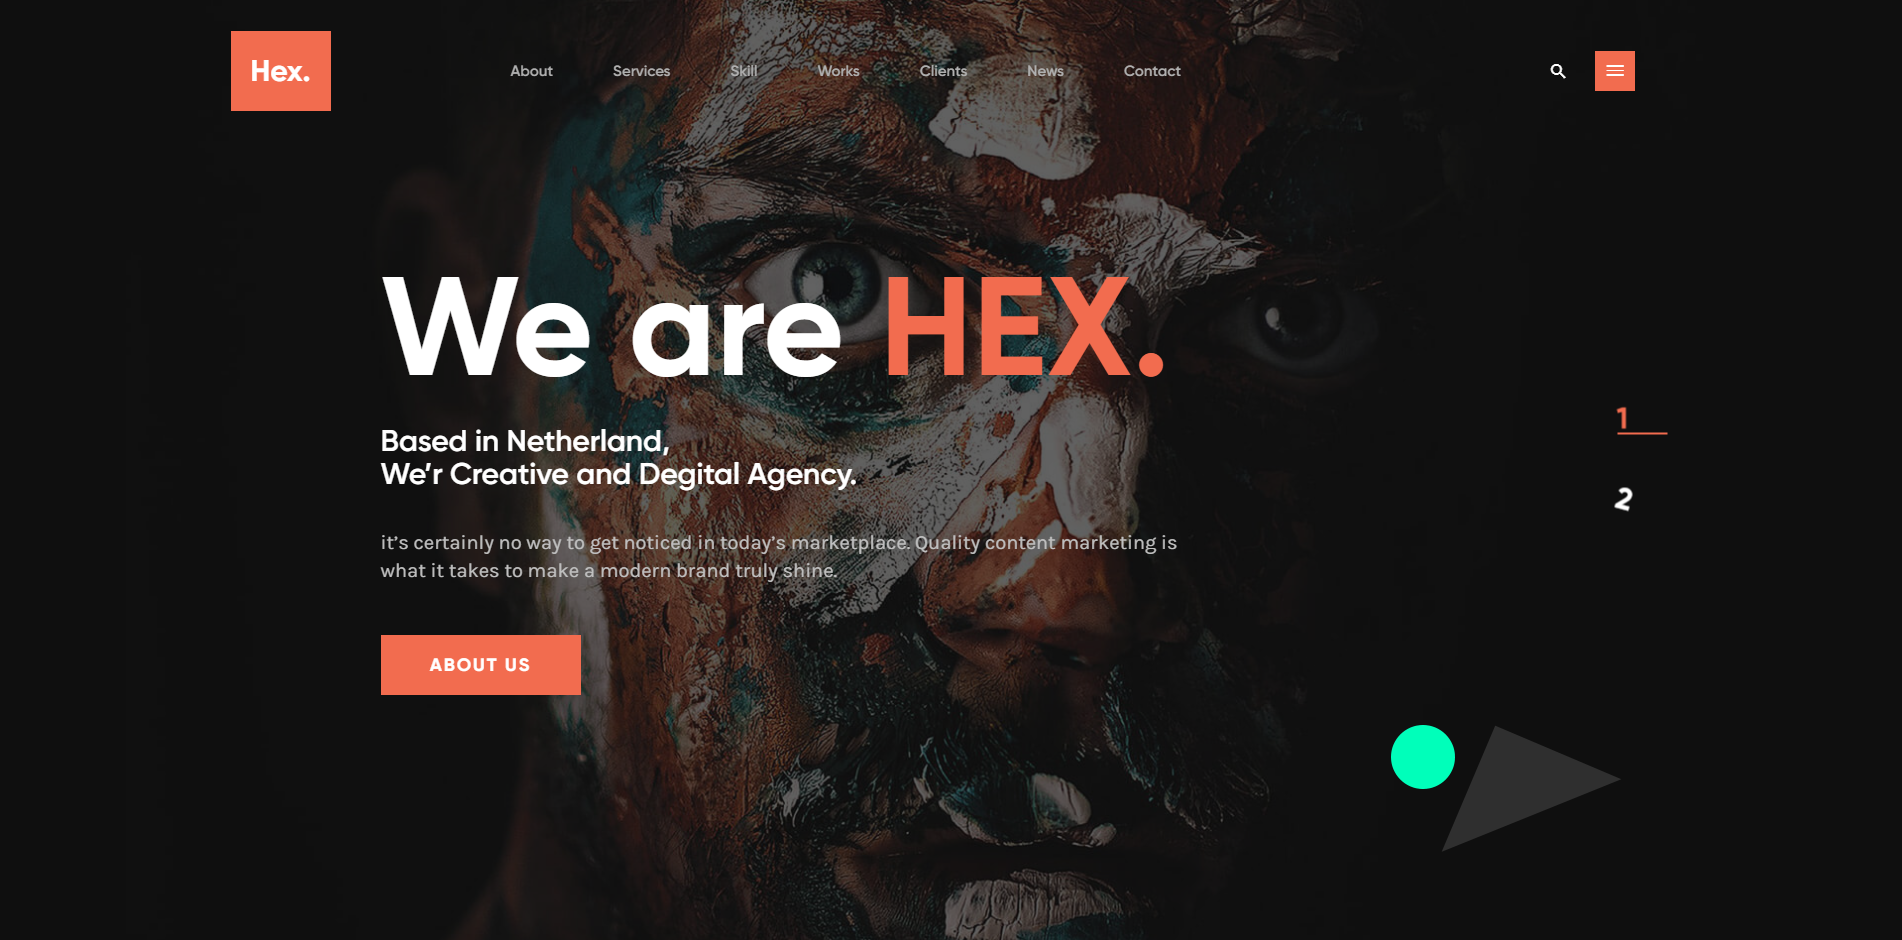 Hex.
About Services Skill Works Clients News Contact
We are HEX.
Based in Netherland,
We’r Creative and Degital Agency.
it’s certainly no way to get noticed in today’s marketplace. Quality content marketing is
what it takes to make a modern brand truly shine.
ABOUT US
1
2